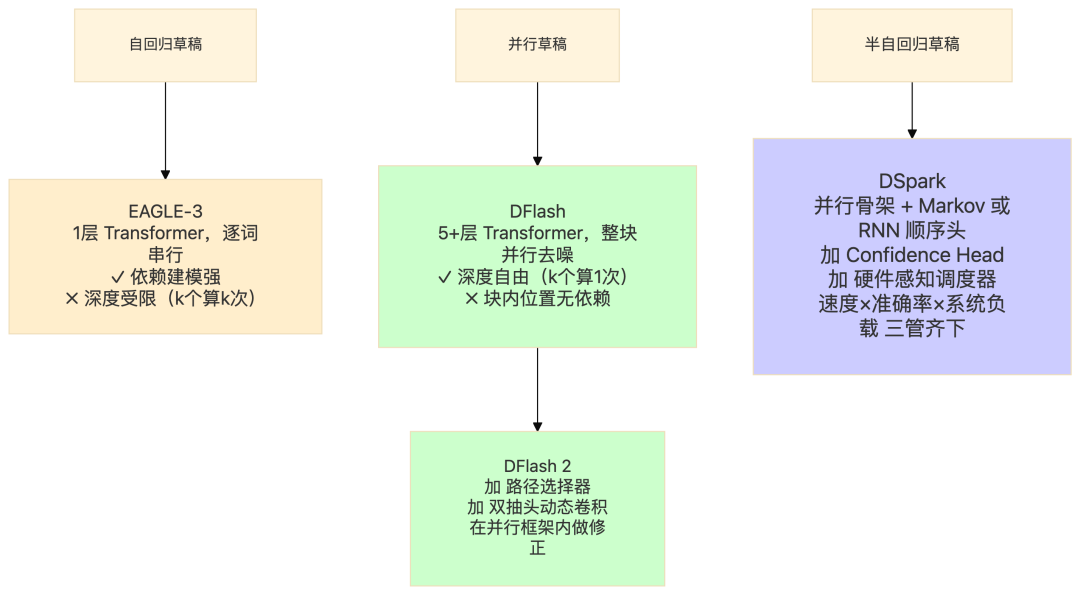 自回归草稿
并行草稿
半自回归草稿
EAGLE-3
1层 Transformer，逐词
串行
✓ 依赖建模强
✕ 深度受限（k个算k次）
DFlash
5+层 Transformer，整块
并行去噪
✓ 深度自由（k个算1次）
✕ 块内位置无依赖
DSpark
并行骨架 + Markov 或
RNN 顺序头
加 Confidence Head
加 硬件感知调度器
速度×准确率×系统负
载 三管齐下
DFlash 2
加 路径选择器
加 双抽头动态卷积
在并行框架内做修
正